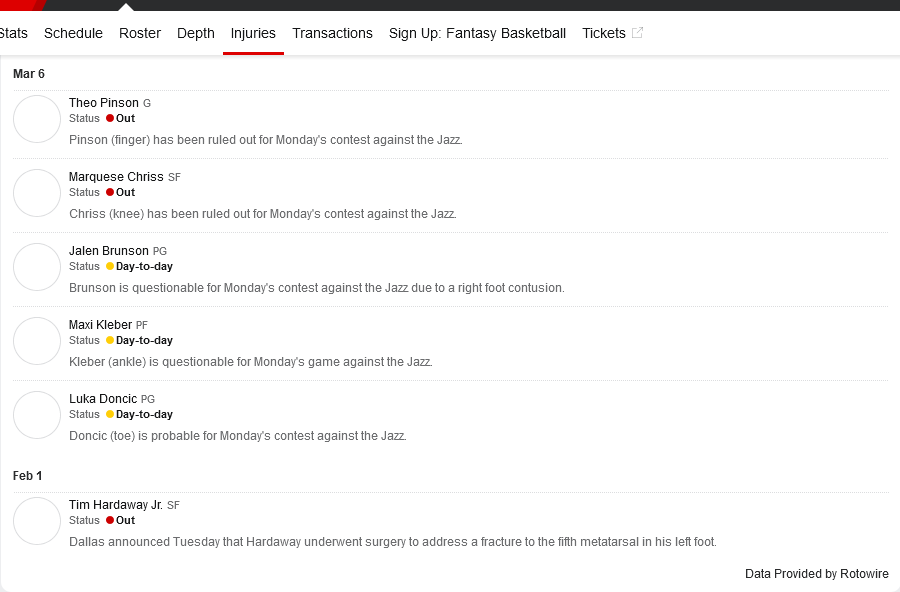 Stats Schedule Roster Depth Injuries Transactions Sign Up: Fantasy Basketball Tickets
Mar 6
Theo Pinson G
Status Out
Pinson (finger) has been ruled out for Monday's contest against the Jazz.
Marquese Chriss SF
Status Out
Chriss (knee) has been ruled out for Monday's contest against the Jazz.
Jalen Brunson PG
Status Day-to-day
Brunson is questionable for Monday's contest against the Jazz due to a right foot contusion.
Maxi Kleber PF
Status Day-to-day
Kleber (ankle) is questionable for Monday's game against the Jazz.
Luka Doncic PG
Status Day-to-day
Doncic (toe) is probable for Monday's contest against the Jazz.
Feb 1
Tim Hardaway Jr. SF
Status Out
Dallas announced Tuesday that Hardaway underwent surgery to address a fracture to the fifth metatarsal in his left foot.
Data Provided by Rotowire